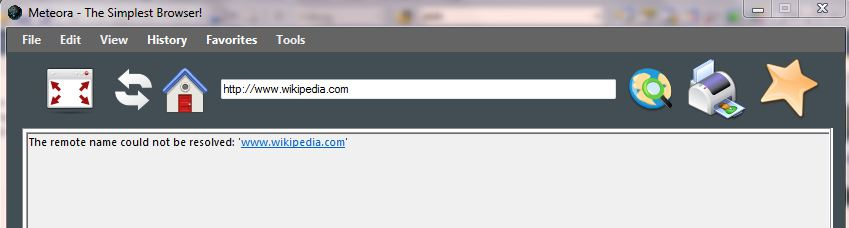 Meteora - The Simplest Browser!
File Edit View History Favorites Tools
http://www.wikipedia.com
The remote name could not be resolved: 'www.wikipedia.com'